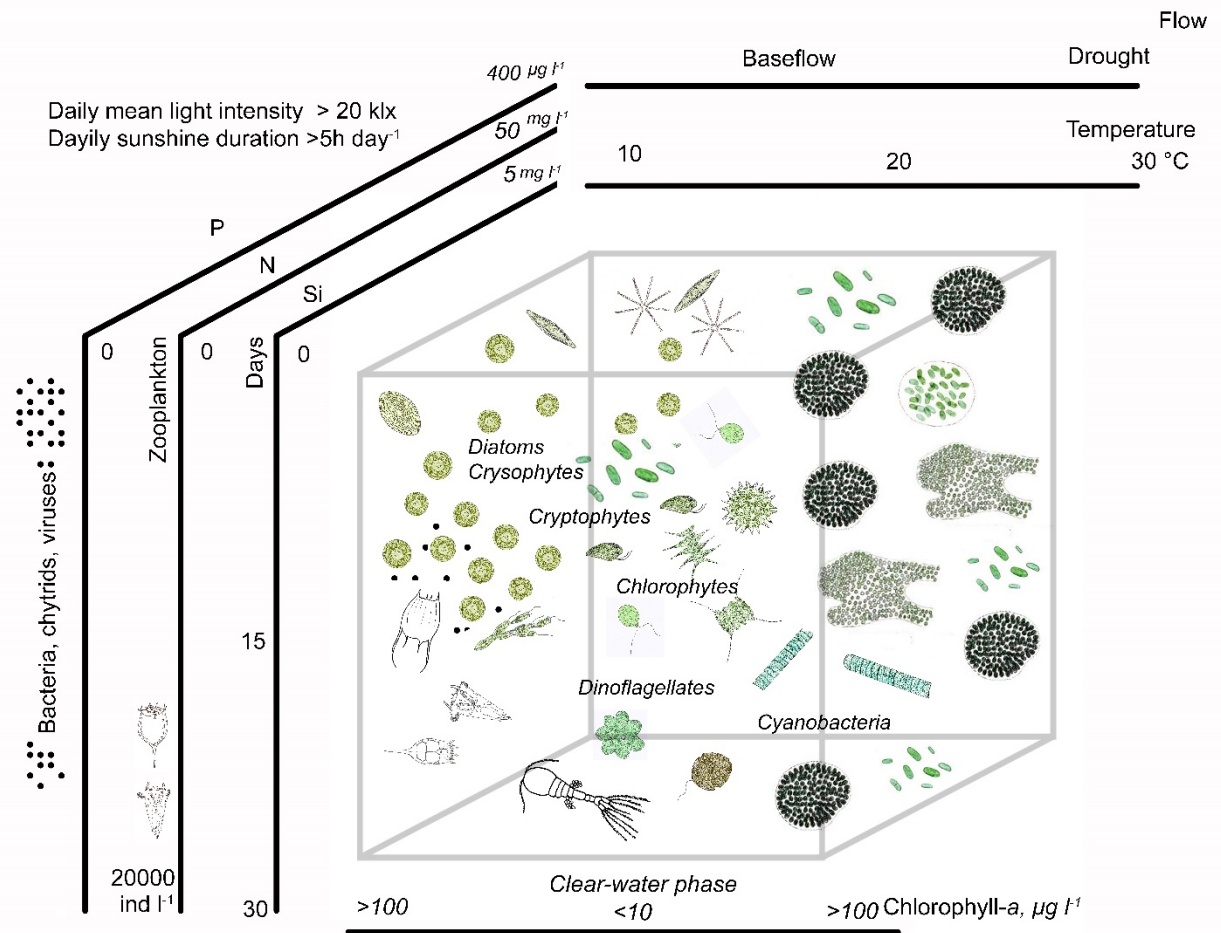 Flow
Baseflow
Drought
400 µg l-1
Daily mean light intensity > 20 klx
Dayily sunshine duration >5h day-1
50 mg l-1
Temperature
10
20
30 °C
5 mg l-1
P
N
Si
0
0
0
Zooplankton
Days
Bacteria, chytrids, viruses
Diatoms
Crysophytes
Cryptophytes
Chlorophytes
15
Dinoflagellates
Cyanobacteria
20000
ind l-1
30
Clear-water phase
>100
<10
>100
Chlorophyll-a, µg l-1